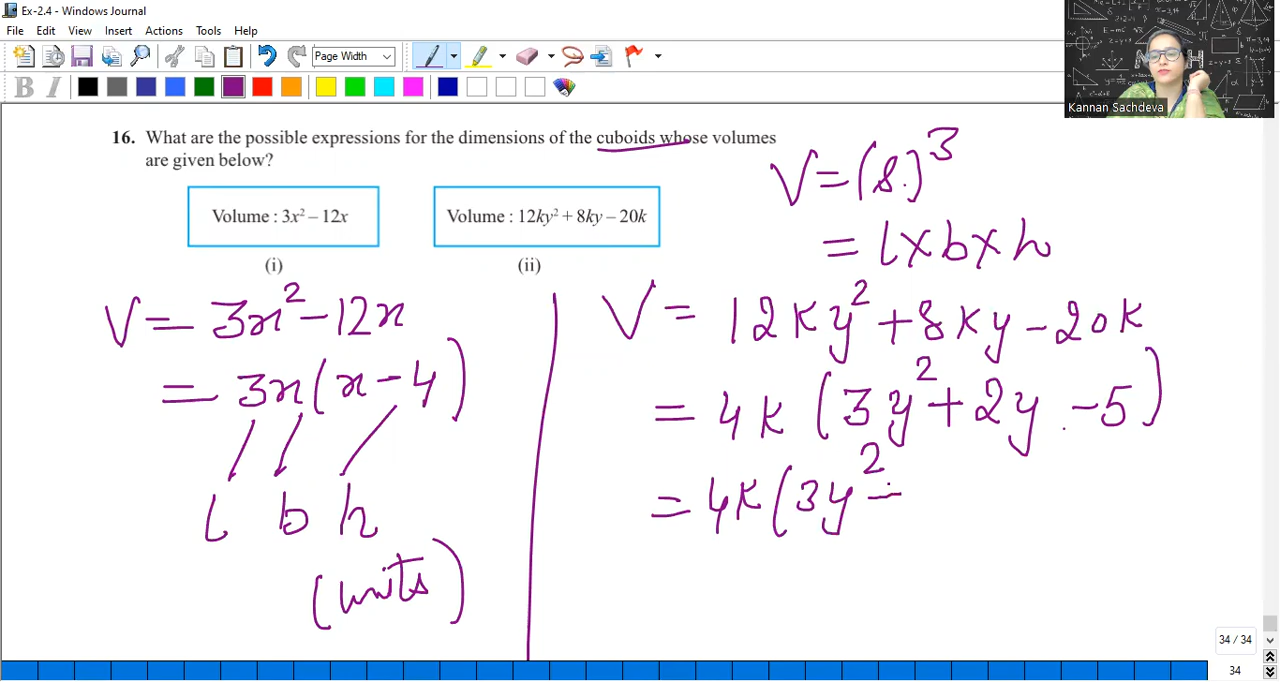 Ex-2.4 - Windows Journal
File Edit View Insert Actions Tools Help
Page Width
B I
Kannan Sachdeva
16. What are the possible expressions for the dimensions of the cuboids whose volumes
are given below?
Volume : 3x² – 12x
Volume : 12ky² + 8ky – 20k
(i)
(ii)
V = (8.)³
= l × b × h
V = 3x² – 12x
= 3x(x – 4)
l b h
(units)
V = 12ky² + 8ky – 20k
= 4k (3y² + 2y – 5)
= 4k(3y²
34 / 34
34